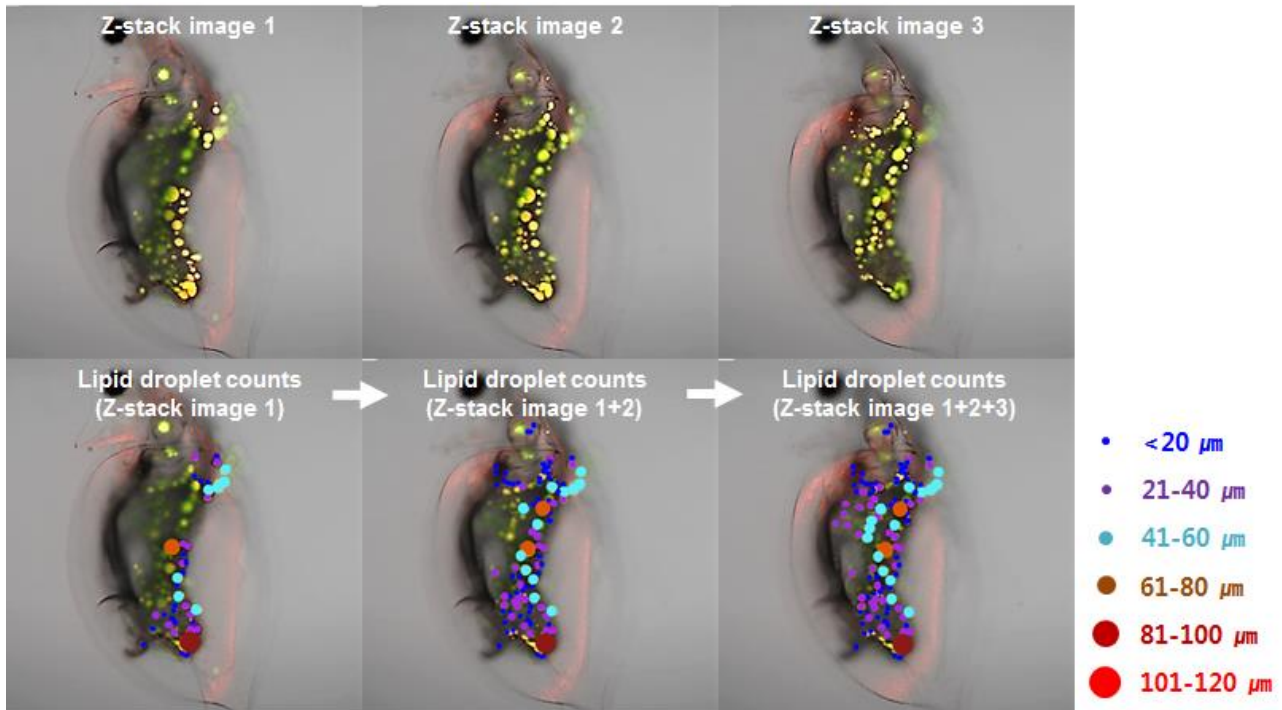 Z-stack image 1
Z-stack image 2
Z-stack image 3
Lipid droplet counts
(Z-stack image 1)
Lipid droplet counts
(Z-stack image 1+2)
Lipid droplet counts
(Z-stack image 1+2+3)
<20 ㎛
21-40 ㎛
41-60 ㎛
61-80 ㎛
81-100 ㎛
101-120 ㎛